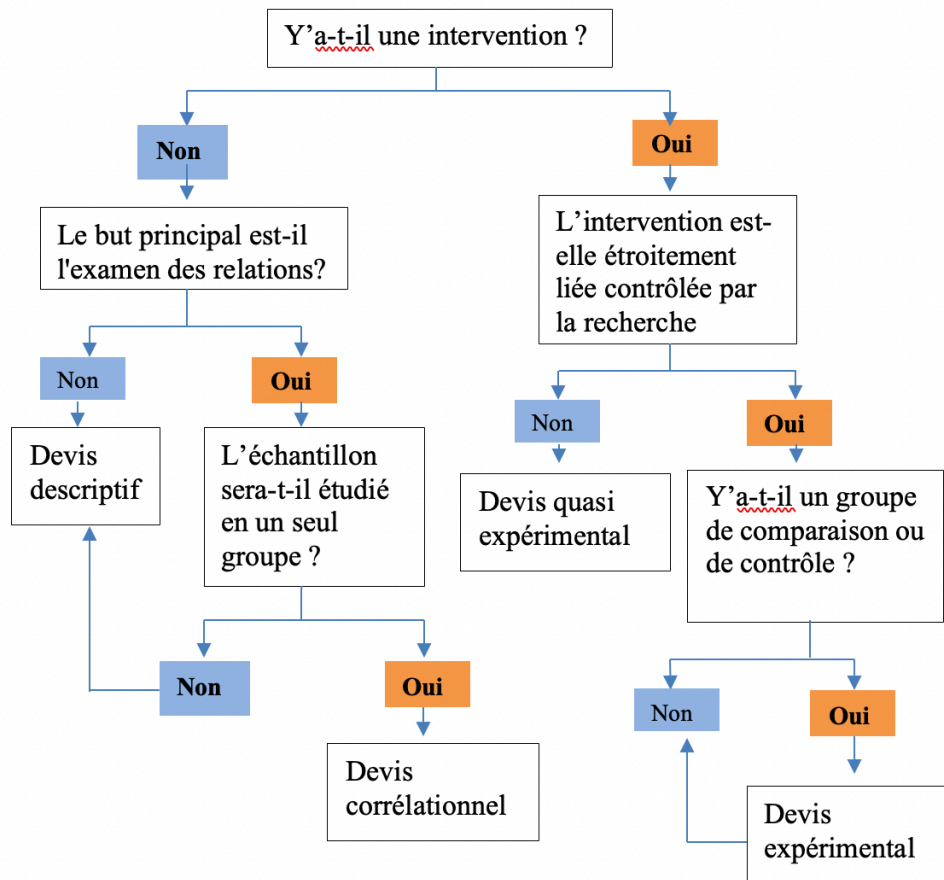 Y'a-t-il une intervention ?
Non
Oui
Le but principal est-il
l'examen des relations?
L’intervention est-
elle étroitement
liée contrôlée par
la recherche
Non
Oui
Non
Oui
Devis
descriptif
L’échantillon
sera-t-il étudié
en un seul
groupe ?
Devis quasi
expérimental
Y’a-t-il un groupe
de comparaison ou
de contrôle ?
Non
Oui
Non
Oui
Devis
corrélationnel
Devis
expérimental